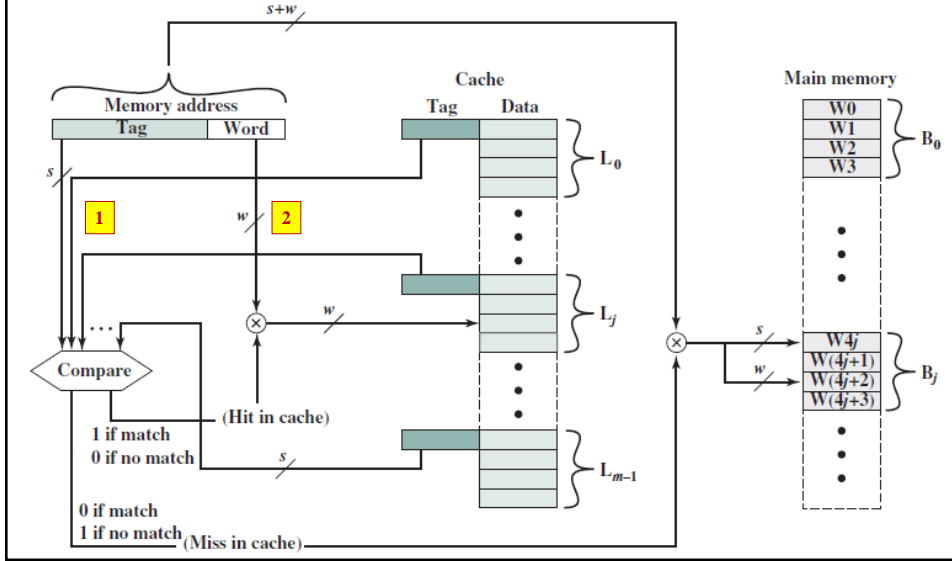 s+w
Cache
Main memory
Memory address
Tag Data
Tag Word
W0
W1
W2
W3
B0
L0
s
1
w
2
w
Lj
s
w
W4j
W(4j+1)
W(4j+2)
W(4j+3)
Bj
...
Compare
(Hit in cache)
1 if match
0 if no match
s
Lm–1
0 if match
1 if no match
(Miss in cache)